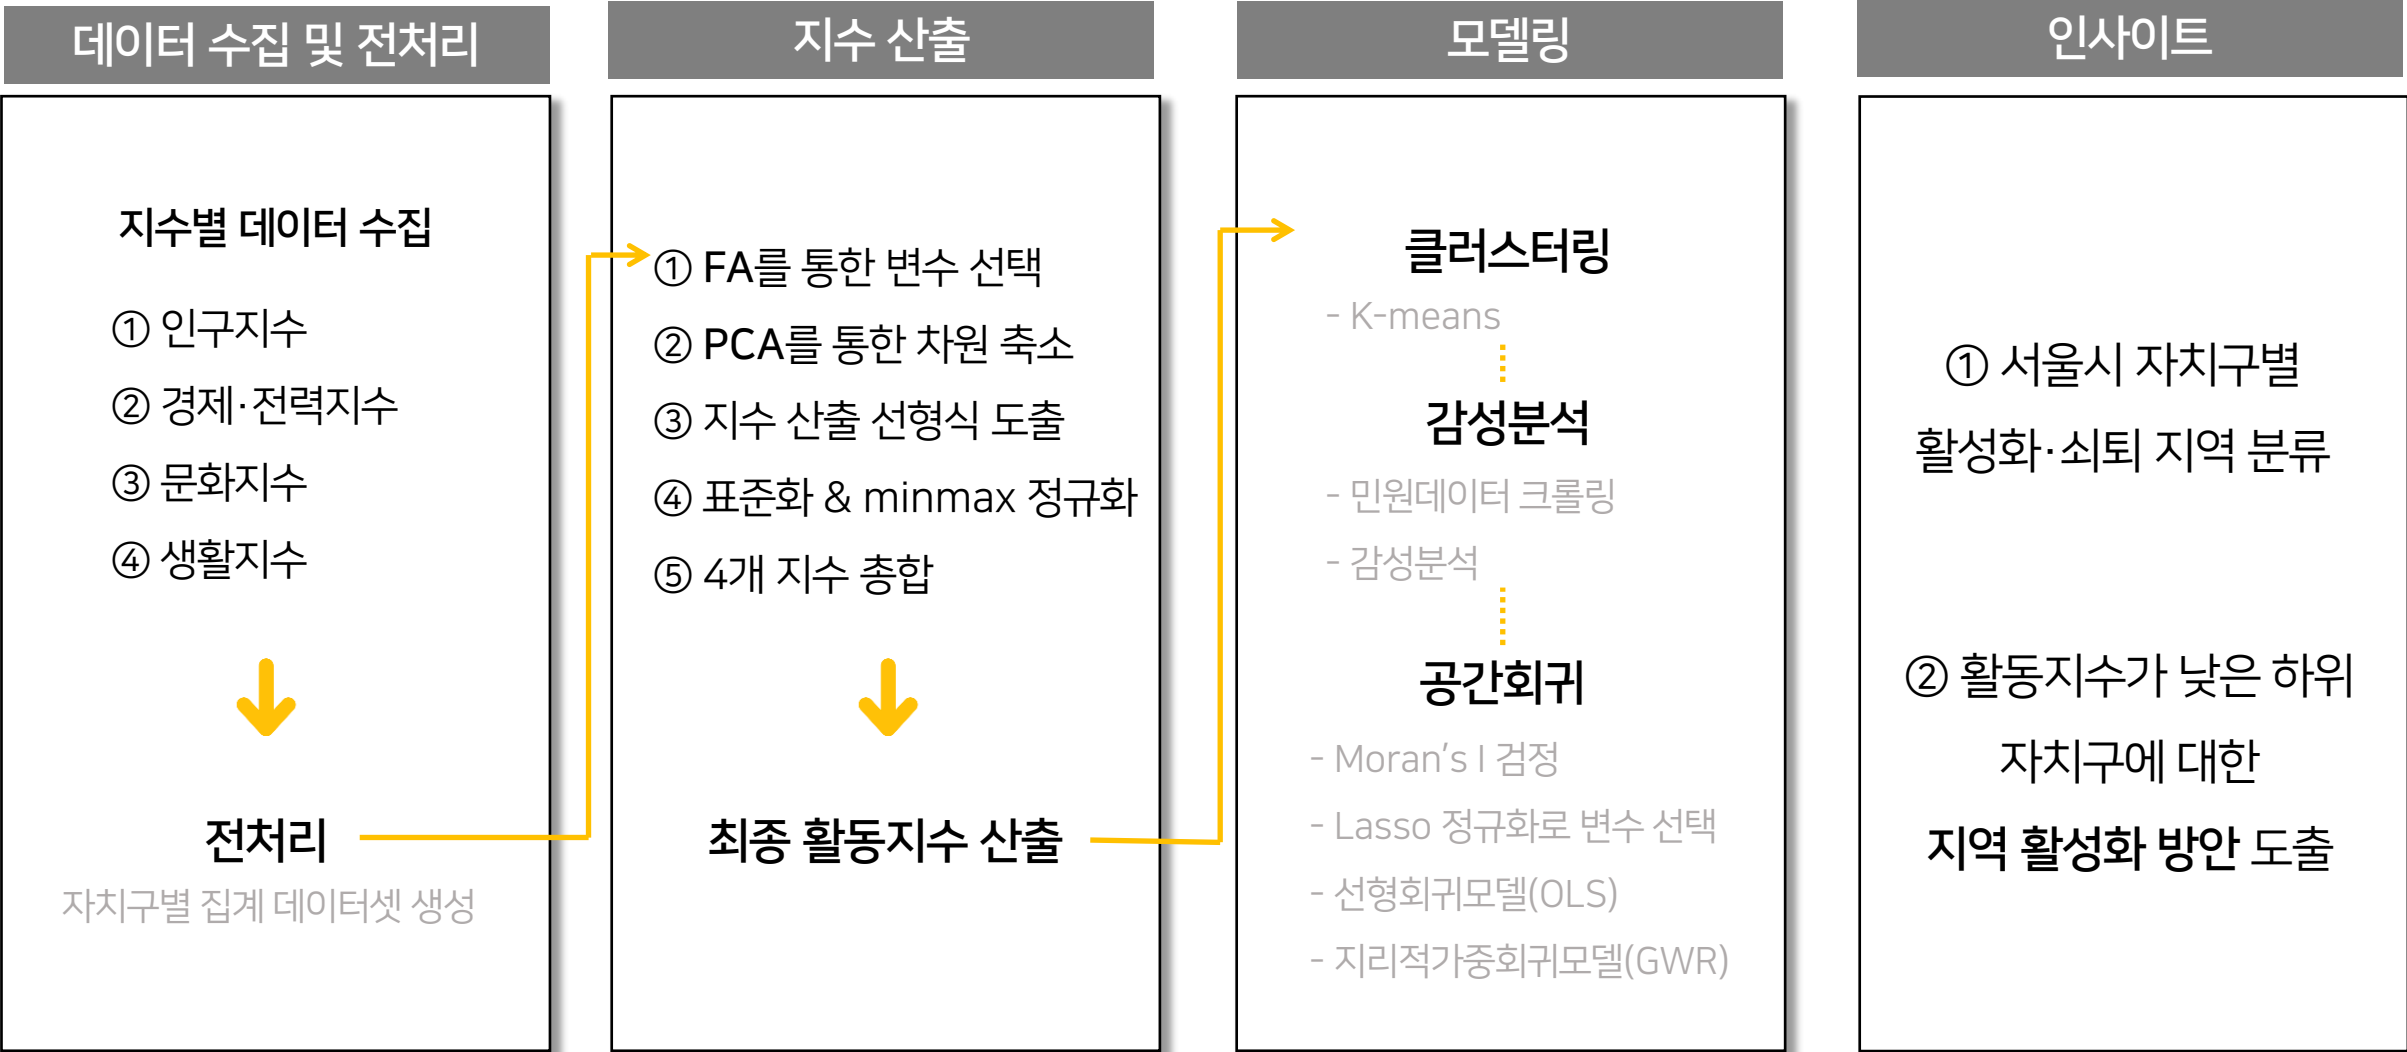 데이터 수집 및 전처리
지수별 데이터 수집
① 인구지수
② 경제·전력지수
③ 문화지수
④ 생활지수
전처리
자치구별 집계 데이터셋 생성
지수 산출
① FA를 통한 변수 선택
② PCA를 통한 차원 축소
③ 지수 산출 선형식 도출
④ 표준화 & minmax 정규화
⑤ 4개 지수 총합
최종 활동지수 산출
모델링
클러스터링
- K-means
감성분석
- 민원데이터 크롤링
- 감성분석
공간회귀
- Moran's I 검정
- Lasso 정규화로 변수 선택
- 선형회귀모델(OLS)
- 지리적가중회귀모델(GWR)
인사이트
① 서울시 자치구별
활성화·쇠퇴 지역 분류
② 활동지수가 낮은 하위
자치구에 대한
지역 활성화 방안 도출